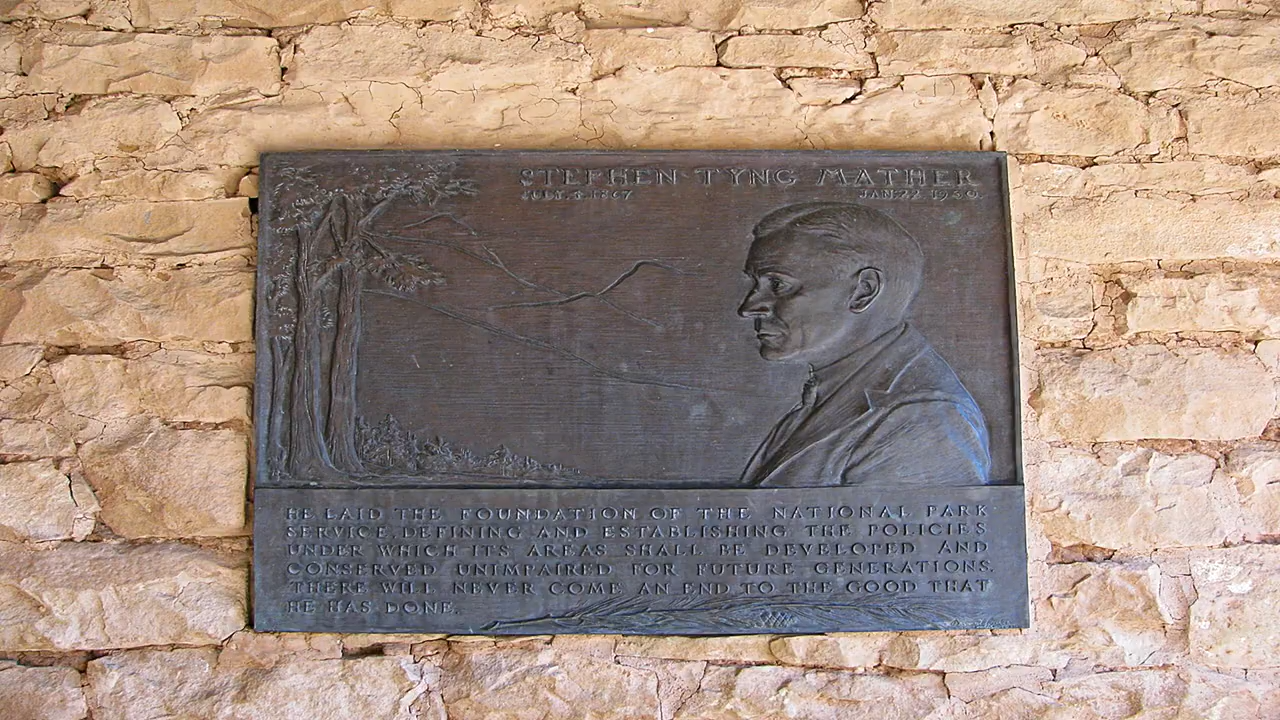 STEPHEN TYNG MATHER
JULY. 4. 1867 JAN. 22 1930.
HE LAID THE FOUNDATION OF THE NATIONAL PARK
SERVICE, DEFINING AND ESTABLISHING THE POLICIES
UNDER WHICH ITS AREAS SHALL BE DEVELOPED AND
CONSERVED UNIMPAIRED FOR FUTURE GENERATIONS.
THERE WILL NEVER COME AN END TO THE GOOD THAT
HE HAS DONE.